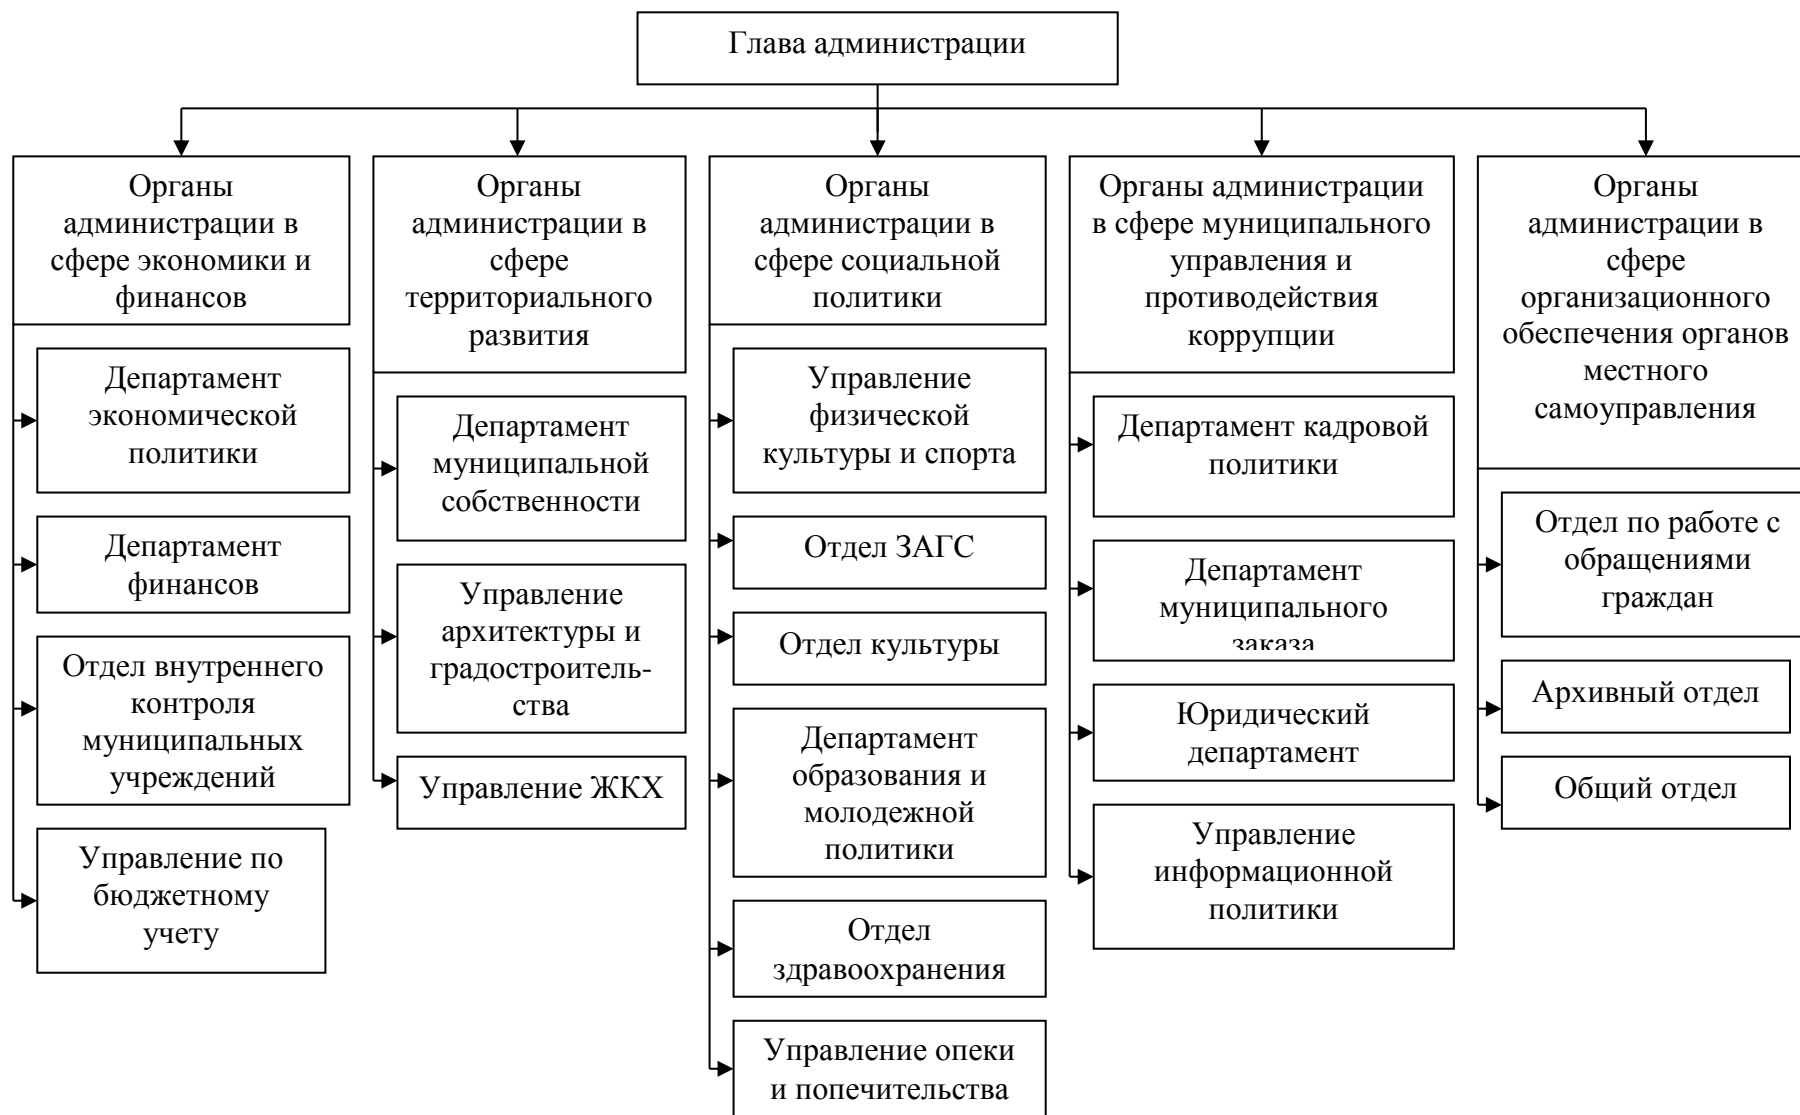 Глава администрации
Органы
администрации в
сфере экономики и
финансов
Департамент
экономической
политики
Департамент
финансов
Отдел внутреннего
контроля
муниципальных
учреждений
Управление по
бюджетному
учету
Органы
администрации в
сфере
территориального
развития
Департамент
муниципальной
собственности
Управление
архитектуры и
градостроитель-
ства
Управление ЖКХ
Органы
администрации в
сфере социальной
политики
Управление
физической
культуры и спорта
Отдел ЗАГС
Отдел культуры
Департамент
образования и
молодежной
политики
Отдел
здравоохранения
Управление опеки
и попечительства
Органы администрации
в сфере муниципального
управления и
противодействия
коррупции
Департамент кадровой
политики
Департамент
муниципального
заказа
Юридический
департамент
Управление
информационной
политики
Органы
администрации в
сфере
организационного
обеспечения органов
местного
самоуправления
Отдел по работе с
обращениями
граждан
Архивный отдел
Общий отдел